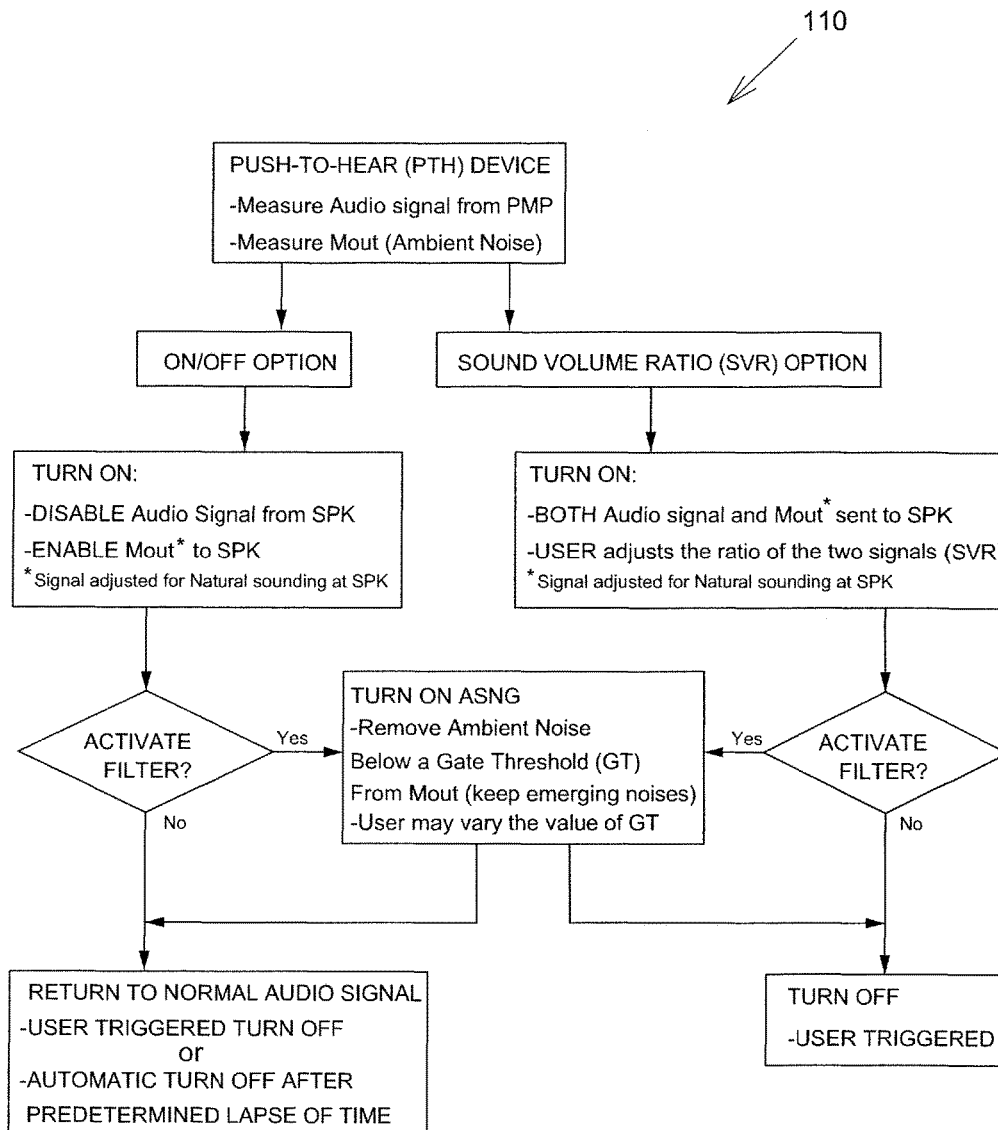 110
PUSH-TO-HEAR (PTH) DEVICE
-Measure Audio signal from PMP
-Measure Mout (Ambient Noise)
ON/OFF OPTION
SOUND VOLUME RATIO (SVR) OPTION
TURN ON:
-DISABLE Audio Signal from SPK
-ENABLE Mout* to SPK
*Signal adjusted for Natural sounding at SPK
TURN ON:
-BOTH Audio signal and Mout* sent to SPK
-USER adjusts the ratio of the two signals (SVR)
*Signal adjusted for Natural sounding at SPK
ACTIVATE
FILTER?
Yes
No
TURN ON ASNG
-Remove Ambient Noise
Below a Gate Threshold (GT)
From Mout (keep emerging noises)
-User may vary the value of GT
Yes
ACTIVATE
FILTER?
No
RETURN TO NORMAL AUDIO SIGNAL
-USER TRIGGERED TURN OFF
or
-AUTOMATIC TURN OFF AFTER
PREDETERMINED LAPSE OF TIME
TURN OFF
-USER TRIGGERED